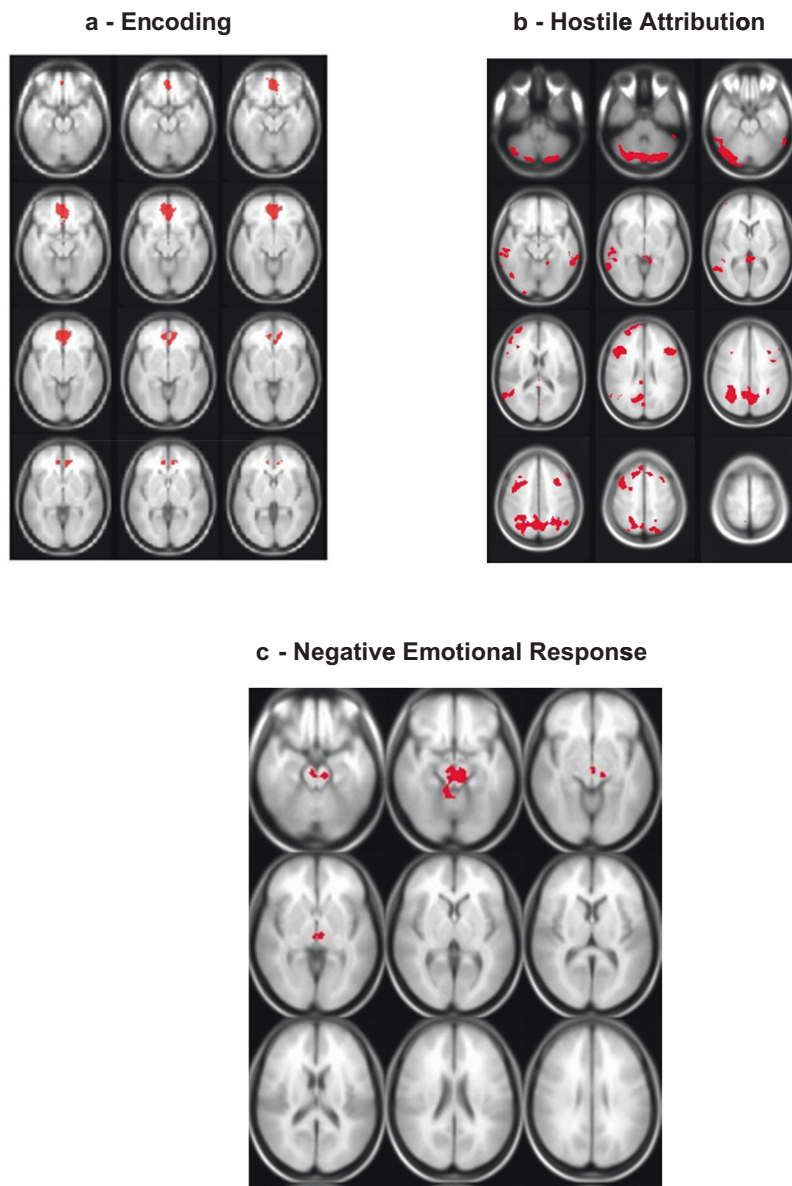 a - Encoding
b - Hostile Attribution
c - Negative Emotional Response